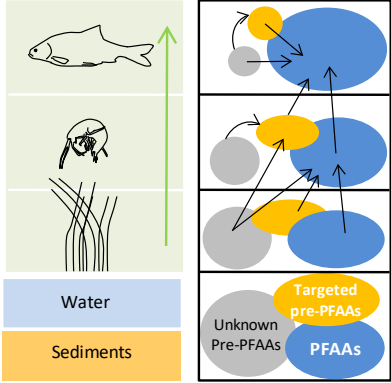 Water
Sediments
Targeted
pre-PFAAs
Unknown
Pre-PFAAs
PFAAs